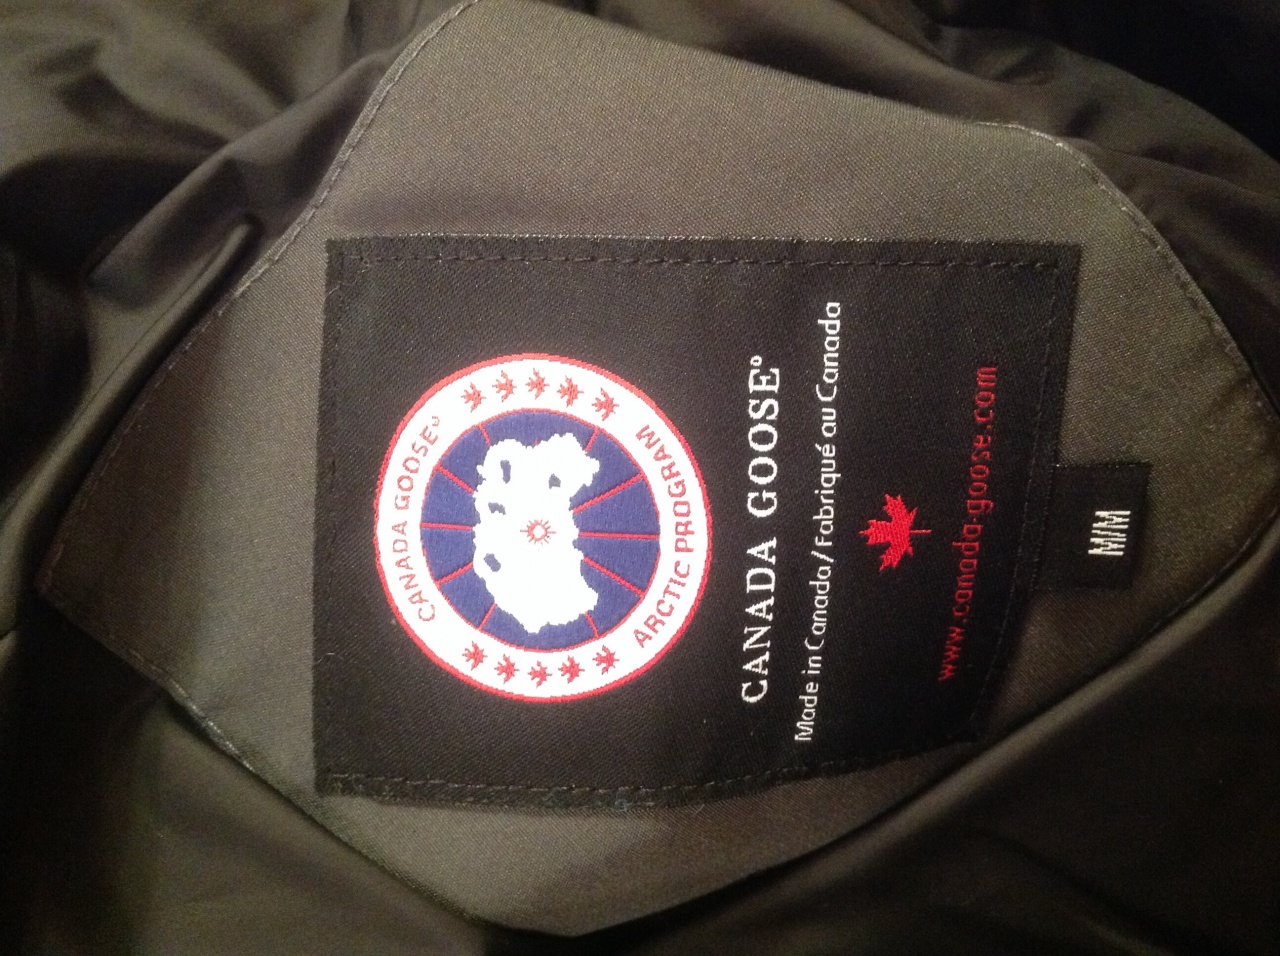 CANADA GOOSE®
ARCTIC PROGRAM
CANADA GOOSE®
Made in Canada/Fabriqué au Canada
www.canada-goose.com
M/M